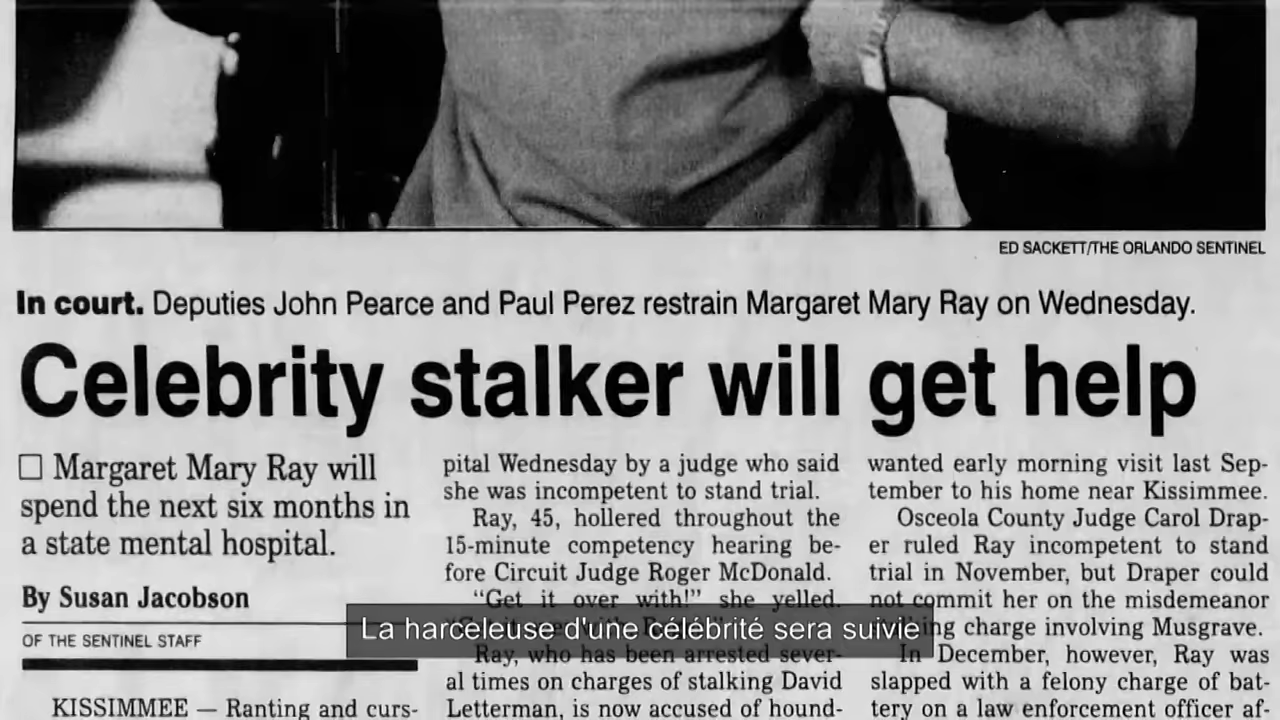 ED SACKETT/THE ORLANDO SENTINEL
In court. Deputies John Pearce and Paul Perez restrain Margaret Mary Ray on Wednesday.
Celebrity stalker will get help
□ Margaret Mary Ray will
spend the next six months in
a state mental hospital.
By Susan Jacobson
OF THE SENTINEL STAFF
KISSIMMEE — Ranting and curs-
pital Wednesday by a judge who said
she was incompetent to stand trial.
Ray, 45, hollered throughout the
15-minute competency hearing be-
fore Circuit Judge Roger McDonald.
“Get it over with!” she yelled.
Ray, who has been arrested sever-
al times on charges of stalking David
Letterman, is now accused of hound-
wanted early morning visit last Sep-
tember to his home near Kissimmee.
Osceola County Judge Carol Drap-
er ruled Ray incompetent to stand
trial in November, but Draper could
not commit her on the misdemeanor
charge involving Musgrave.
In December, however, Ray was
slapped with a felony charge of bat-
tery on a law enforcement officer af-
La harceleuse d'une célébrité sera suivie